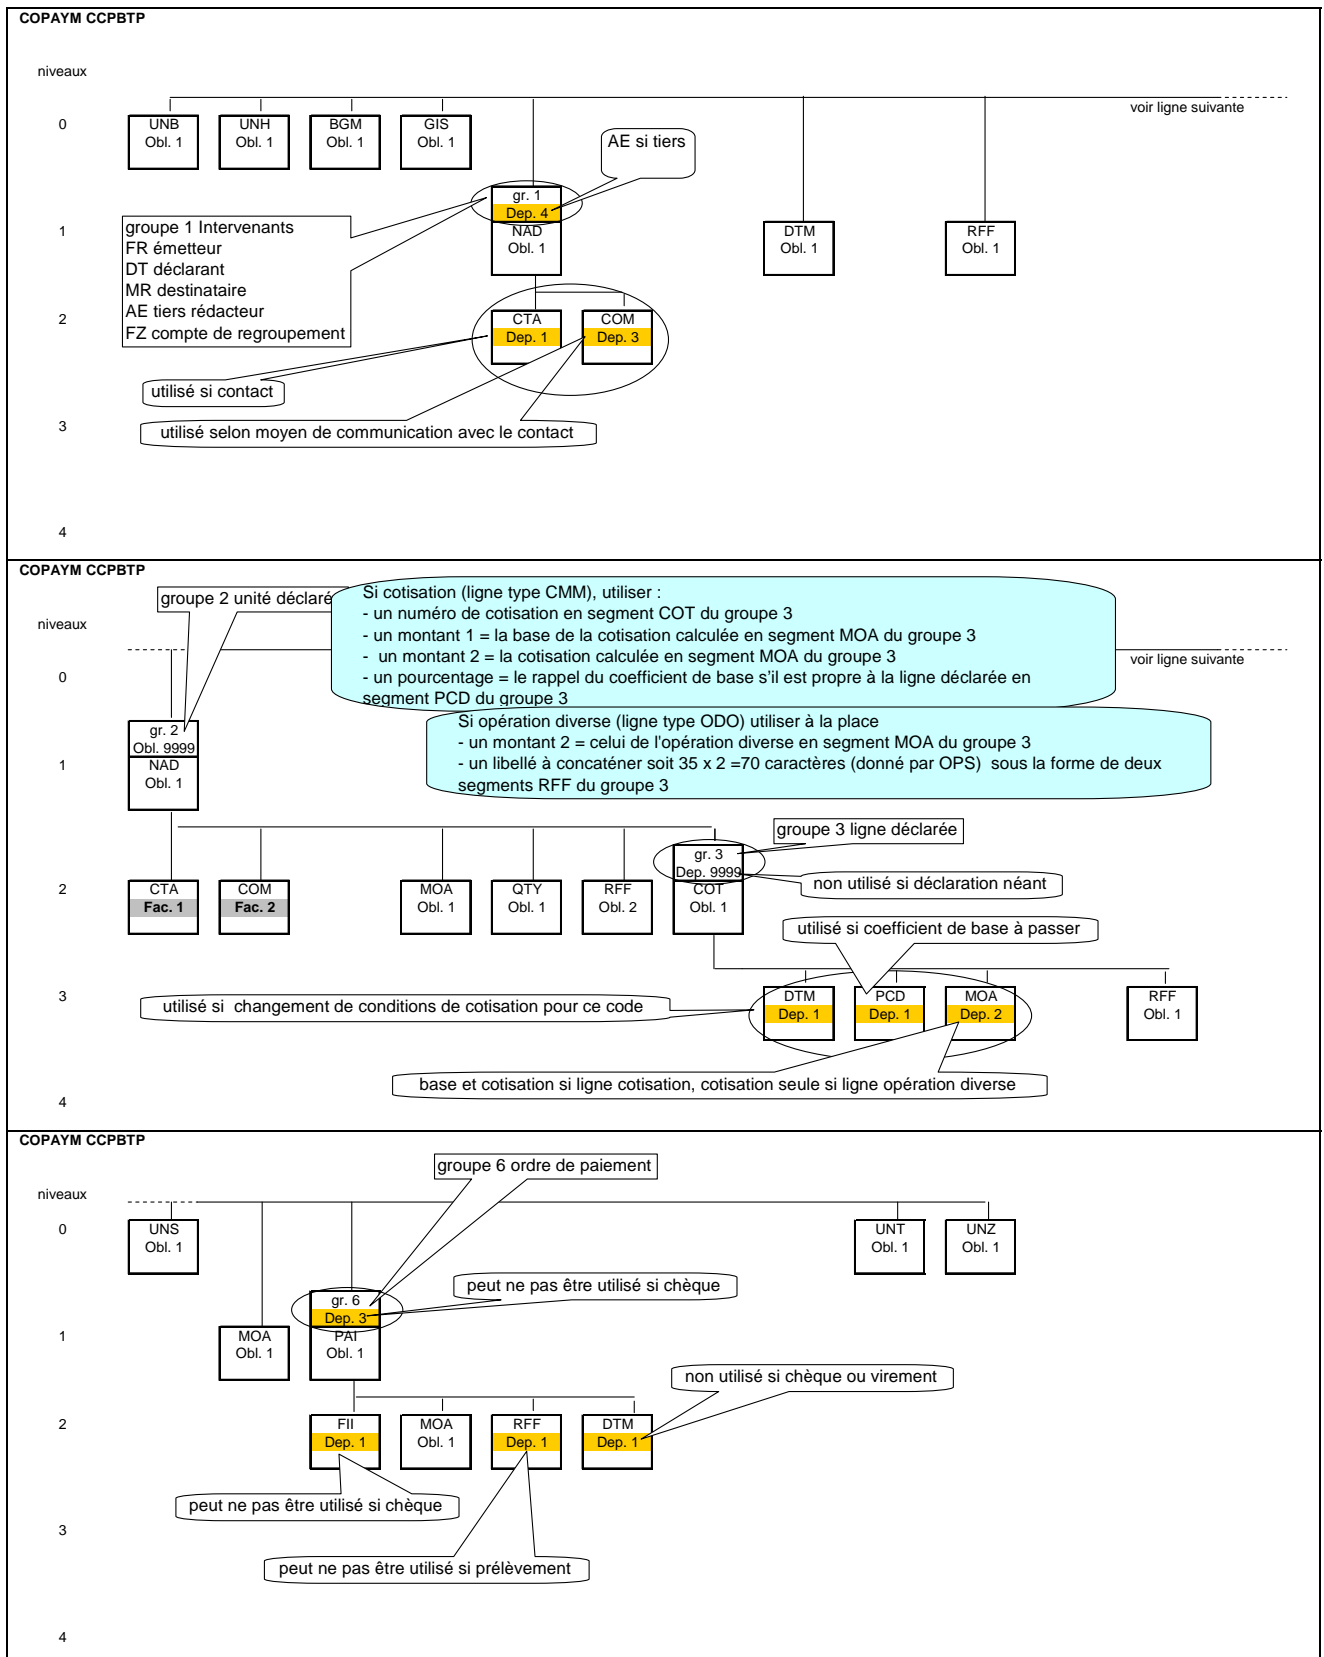 COPAYM CCPBTP
niveaux
voir ligne suivante
0
UNB
Obl. 1
UNH
Obl. 1
BGM
Obl. 1
GIS
Obl. 1
AE si tiers
gr. 1
Dep. 4
1
groupe 1 Intervenants
FR émetteur
DT déclarant
MR destinataire
AE tiers rédacteur
FZ compte de regroupement
NAD
Obl. 1
DTM
Obl. 1
RFF
Obl. 1
2
CTA
Dep. 1
COM
Dep. 3
utilisé si contact
3
utilisé selon moyen de communication avec le contact
4
COPAYM CCPBTP
groupe 2 unité déclaré
niveaux
Si cotisation (ligne type CMM), utiliser :
- un numéro de cotisation en segment COT du groupe 3
- un montant 1 = la base de la cotisation calculée en segment MOA du groupe 3
- un montant 2 = la cotisation calculée en segment MOA du groupe 3
- un pourcentage = le rappel du coefficient de base s'il est propre à la ligne déclarée en
segment PCD du groupe 3
voir ligne suivante
0
Si opération diverse (ligne type ODO) utiliser à la place
- un montant 2 = celui de l'opération diverse en segment MOA du groupe 3
- un libellé à concaténer soit 35 x 2 =70 caractères (donné par OPS) sous la forme de deux
segments RFF du groupe 3
gr. 2
Obl. 9999
1
NAD
Obl. 1
groupe 3 ligne déclarée
gr. 3
Dep. 9999
non utilisé si déclaration néant
2
CTA
Fac. 1
COM
Fac. 2
MOA
Obl. 1
QTY
Obl. 1
RFF
Obl. 2
COT
Obl. 1
utilisé si coefficient de base à passer
3
utilisé si changement de conditions de cotisation pour ce code
DTM
Dep. 1
PCD
Dep. 1
MOA
Dep. 2
RFF
Obl. 1
base et cotisation si ligne cotisation, cotisation seule si ligne opération diverse
4
COPAYM CCPBTP
groupe 6 ordre de paiement
niveaux
0
UNS
Obl. 1
UNT
Obl. 1
UNZ
Obl. 1
peut ne pas être utilisé si chèque
gr. 6
Dep. 3
1
MOA
Obl. 1
PAI
Obl. 1
non utilisé si chèque ou virement
2
FII
Dep. 1
MOA
Obl. 1
RFF
Dep. 1
DTM
Dep. 1
peut ne pas être utilisé si chèque
3
peut ne pas être utilisé si prélèvement
4